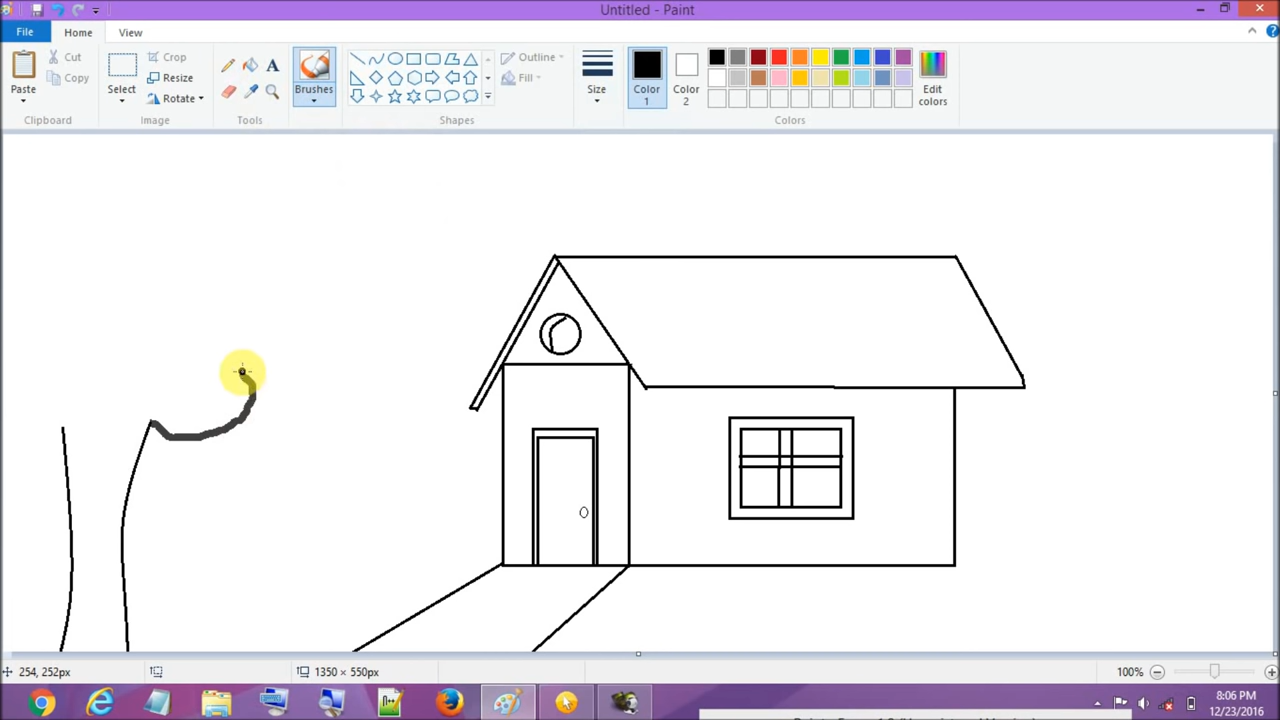 Untitled - Paint
File Home View
Paste
Cut
Copy
Clipboard
Select
Crop
Resize
Rotate
Image
Tools
Brushes
Shapes
Outline
Fill
Size
Color 1
Color 2
Edit colors
Colors
254, 252px
1350 × 550px
100%
8:06 PM
12/23/2016